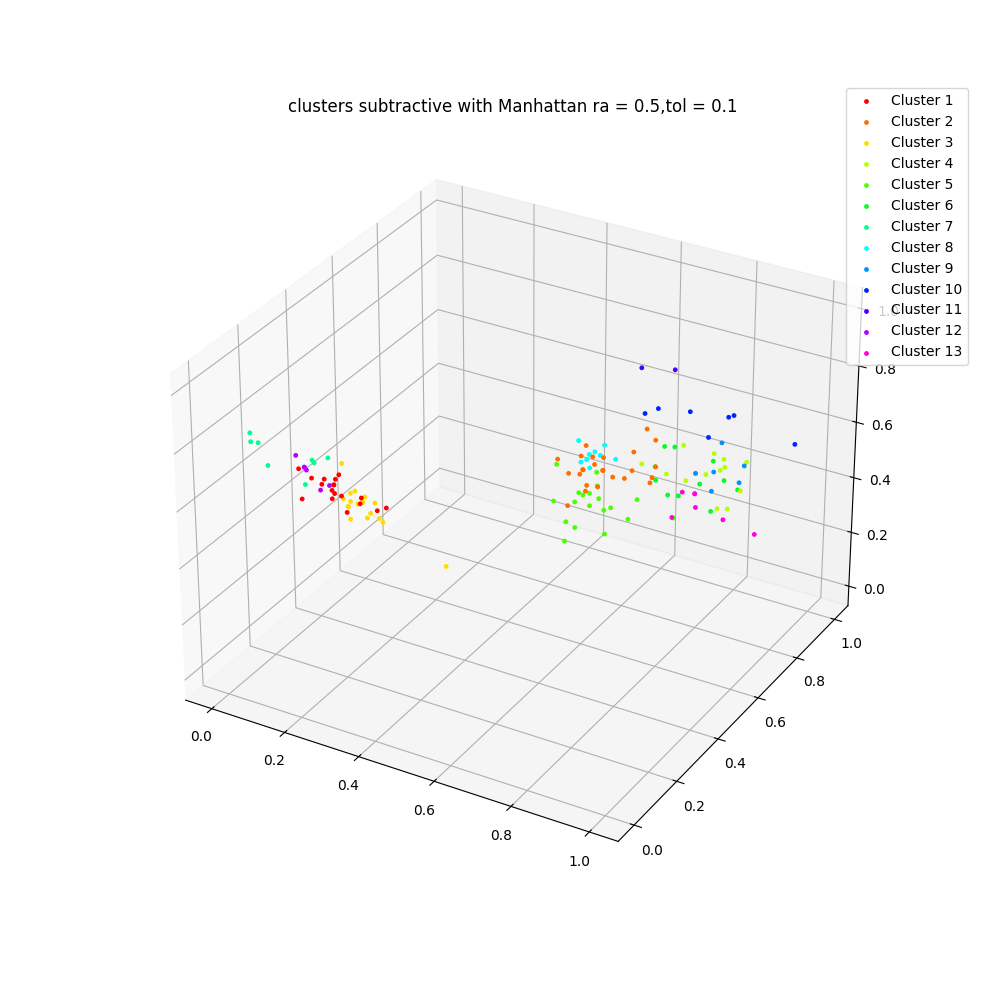 clusters subtractive with Manhattan ra = 0.5,tol = 0.1
Cluster 1
Cluster 2
Cluster 3
Cluster 4
Cluster 5
Cluster 6
Cluster 7
Cluster 8
Cluster 9
Cluster 10
Cluster 11
Cluster 12
Cluster 13
1.0
0.8
0.6
0.4
0.2
0.0
1.0
0.8
0.6
0.4
0.2
0.0
0.0
0.2
0.4
0.6
0.8
1.0